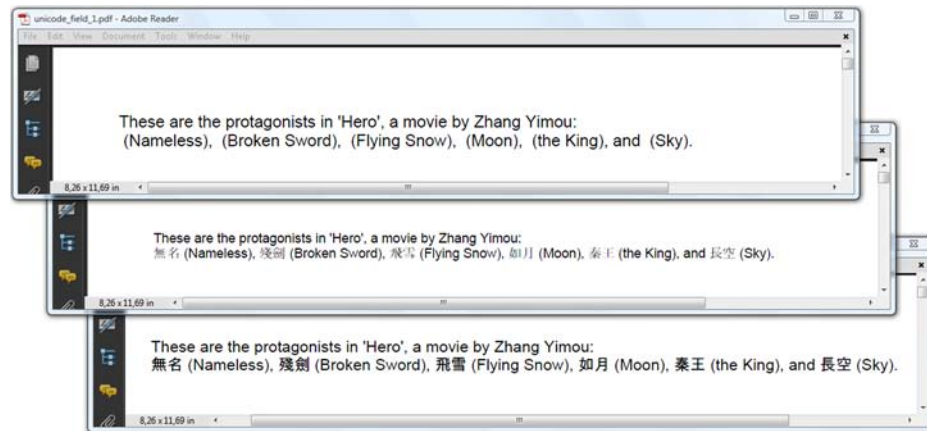 unicode_field_1.pdf - Adobe Reader
File Edit View Document Tools Window Help
These are the protagonists in 'Hero', a movie by Zhang Yimou:
(Nameless), (Broken Sword), (Flying Snow), (Moon), (the King), and (Sky).
8,26 x 11,69 in
These are the protagonists in 'Hero', a movie by Zhang Yimou:
無名 (Nameless), 殘劍 (Broken Sword), 飛雪 (Flying Snow), 如月 (Moon), 秦王 (the King), and 長空 (Sky).
8,26 x 11,69 in
These are the protagonists in 'Hero', a movie by Zhang Yimou:
無名 (Nameless), 殘劍 (Broken Sword), 飛雪 (Flying Snow), 如月 (Moon), 秦王 (the King), and 長空 (Sky).
8,26 x 11,69 in